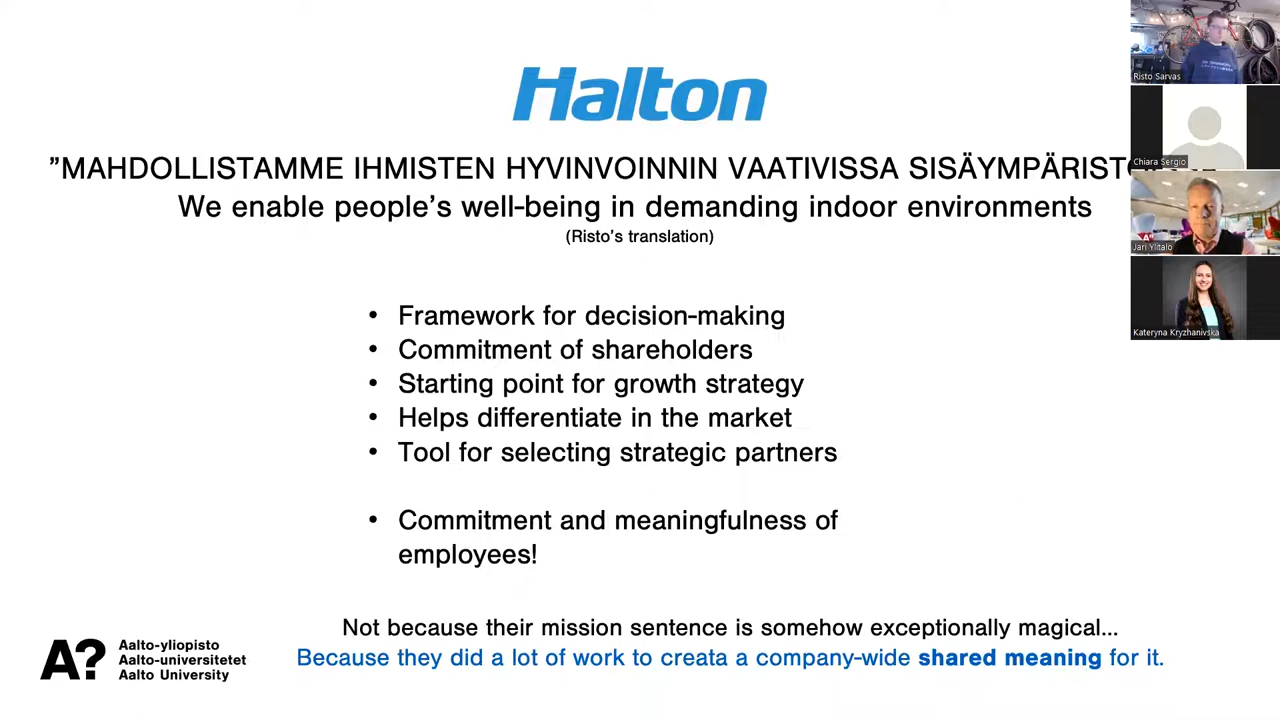 Halton
”MAHDOLLISTAMME IHMISTEN HYVINVOINNIN VAATIVISSA
We enable people’s well-being in demanding indoor environments
(Risto’s translation)
• Framework for decision-making
• Commitment of shareholders
• Starting point for growth strategy
• Helps differentiate in the market
• Tool for selecting strategic partners
• Commitment and meaningfulness of
employees!
Not because their mission sentence is somehow exceptionally magical...
Because they did a lot of work to creata a company-wide shared meaning for it.
A?
Aalto-yliopisto
Aalto-universitetet
Aalto University
Risto Sarvas
Chiara Sergio
Jari Ylitalo
Kateryna Kryzhanivska